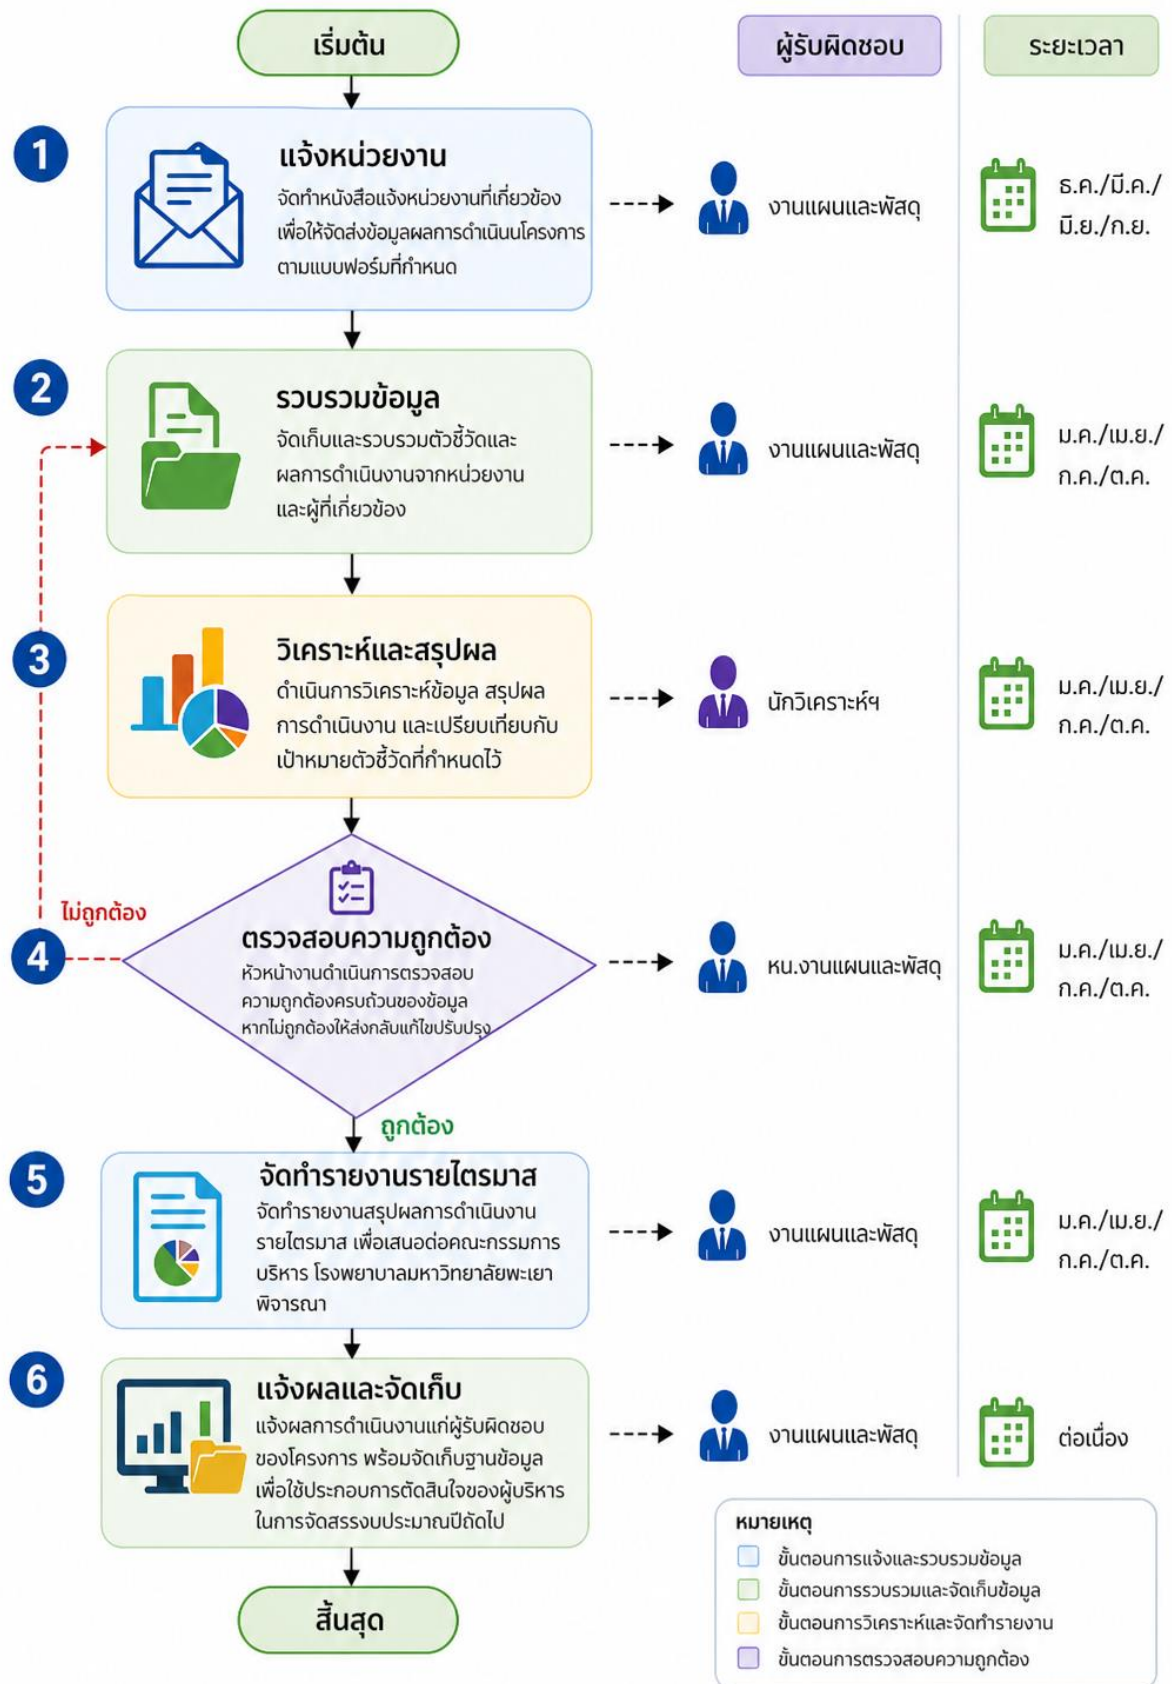 เริ่มต้น
ผู้รับผิดชอบ
ระยะเวลา
1
แจ้งหน่วยงาน
จัดทำหนังสือแจ้งหน่วยงานที่เกี่ยวข้อง
เพื่อให้จัดส่งข้อมูลผลการดำเนินนโครงการ
ตามแบบฟอร์มที่กำหนด
งานแผนและพัสดุ
ธ.ค./มี.ค./
มี.ย./ก.ย.
2
รวบรวมข้อมูล
จัดเก็บและรวบรวมตัวชี้วัดและ
ผลการดำเนินงานจากหน่วยงาน
และผู้ที่เกี่ยวข้อง
งานแผนและพัสดุ
ม.ค./เม.ย./
ก.ค./ต.ค.
3
วิเคราะห์และสรุปผล
ดำเนินการวิเคราะห์ข้อมูล สรุปผล
การดำเนินงาน และเปรียบเทียบกับ
เป้าหมายตัวชี้วัดที่กำหนดไว้
นักวิเคราะห์ฯ
ม.ค./เม.ย./
ก.ค./ต.ค.
ไม่ถูกต้อง
4
ตรวจสอบความถูกต้อง
หัวหน้างานดำเนินการตรวจสอบ
ความถูกต้องครบถ้วนของข้อมูล
หากไม่ถูกต้องให้ส่งกลับแก้ไขปรับปรุง
หน.งานแผนและพัสดุ
ม.ค./เม.ย./
ก.ค./ต.ค.
ถูกต้อง
5
จัดทำรายงานรายไตรมาส
จัดทำรายงานสรุปผลการดำเนินงาน
รายไตรมาส เพื่อเสนอต่อคณะกรรมการ
บริหาร โรงพยาบาลมหาวิทยาลัยพะเยา
พิจารณา
งานแผนและพัสดุ
ม.ค./เม.ย./
ก.ค./ต.ค.
6
แจ้งผลและจัดเก็บ
แจ้งผลการดำเนินงานแก่ผู้รับผิดชอบ
ของโครงการ พร้อมจัดเก็บฐานข้อมูล
เพื่อใช้ประกอบการตัดสินใจของผู้บริหาร
ในการจัดสรรงบประมาณปีถัดไป
งานแผนและพัสดุ
ต่อเนื่อง
สิ้นสุด
หมายเหตุ
ขั้นตอนการแจ้งและรวบรวมข้อมูล
ขั้นตอนการรวบรวมและจัดเก็บข้อมูล
ขั้นตอนการวิเคราะห์และจัดทำรายงาน
ขั้นตอนการตรวจสอบความถูกต้อง